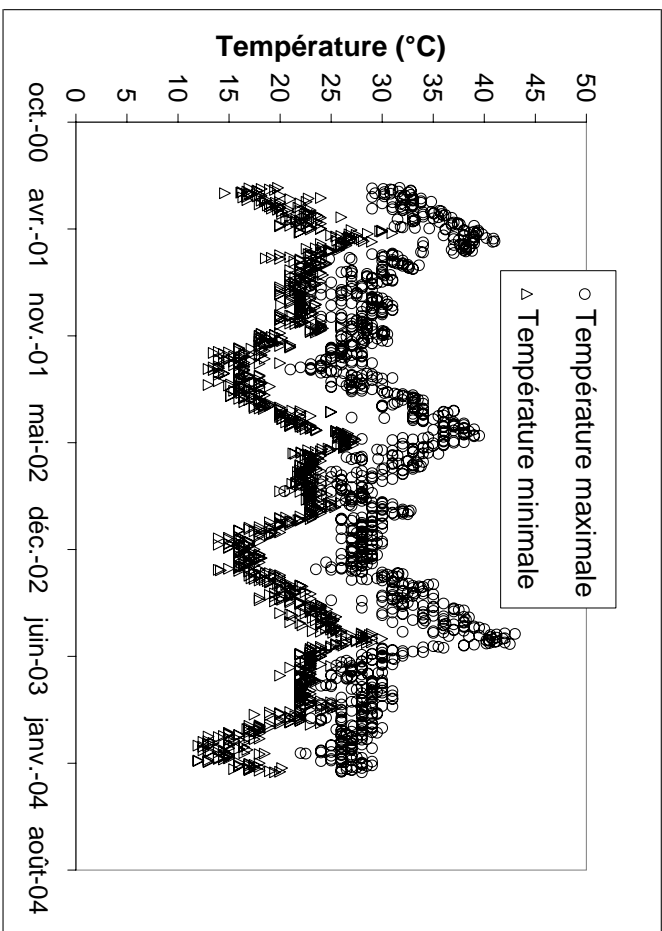 Température (°C)
50
45
40
35
30
25
20
15
10
5
0
oct.-00 avr.-01 nov.-01 mai-02 déc.-02 juin-03 janv.-04 août-04
Température maximale
Température minimale